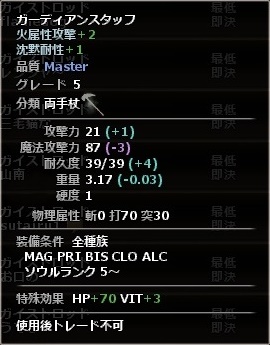 ガーディアンスタッフ
火属性攻撃+2
沈黙耐性+1
品質 Master
グレード 5
分類 両手杖
攻撃力 21 (+1)
魔法攻撃力 87 (-3)
耐久度 39/39 (+4)
重量 3.17 (-0.03)
硬度 1
物理属性 斬0 打70 突30
装備条件 全種族
MAG PRI BIS CLO ALC
ソウルランク 5～
特殊効果 HP+70 VIT+3
使用後トレード不可